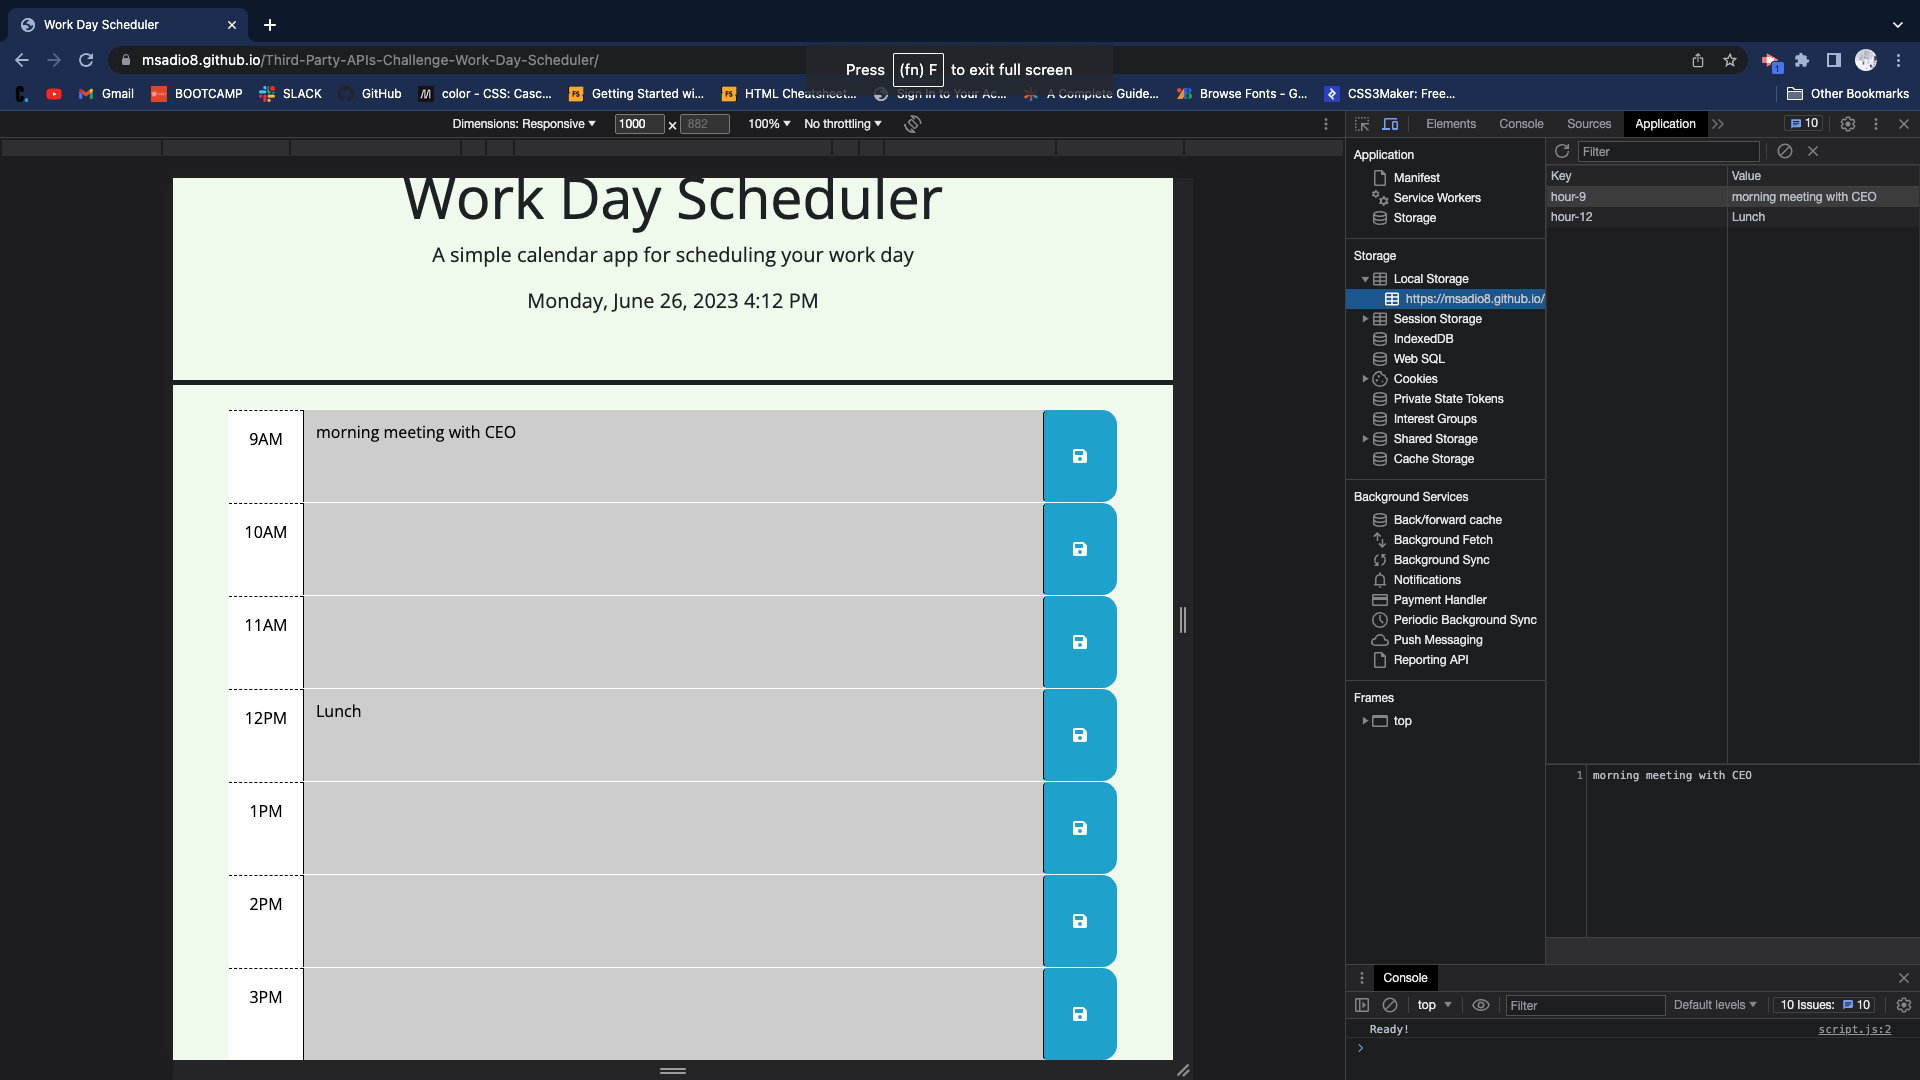 Work Day Scheduler
msadio8.github.io/Third-Party-APIs-Challenge-Work-Day-Scheduler/
Press (fn) F to exit full screen
Gmail BOOTCAMP SLACK GitHub color - CSS: Casc... Getting Started wi... HTML Cheatsheet... Sign in to Your Ac... A Complete Guide... Browse Fonts - G... CSS3Maker: Free... Other Bookmarks
Dimensions: Responsive 1000 x 882 100% No throttling
Elements Console Sources Application 10
Work Day Scheduler
A simple calendar app for scheduling your work day
Monday, June 26, 2023 4:12 PM
9AM morning meeting with CEO
10AM
11AM
12PM Lunch
1PM
2PM
3PM
Application
Manifest
Service Workers
Storage
Storage
Local Storage
https://msadio8.github.io/
Session Storage
IndexedDB
Web SQL
Cookies
Private State Tokens
Interest Groups
Shared Storage
Cache Storage
Background Services
Back/forward cache
Background Fetch
Background Sync
Notifications
Payment Handler
Periodic Background Sync
Push Messaging
Reporting API
Frames
top
Filter
Key Value
hour-9 morning meeting with CEO
hour-12 Lunch
1 morning meeting with CEO
Console
top Filter Default levels 10 Issues: 10
Ready! script.js:2